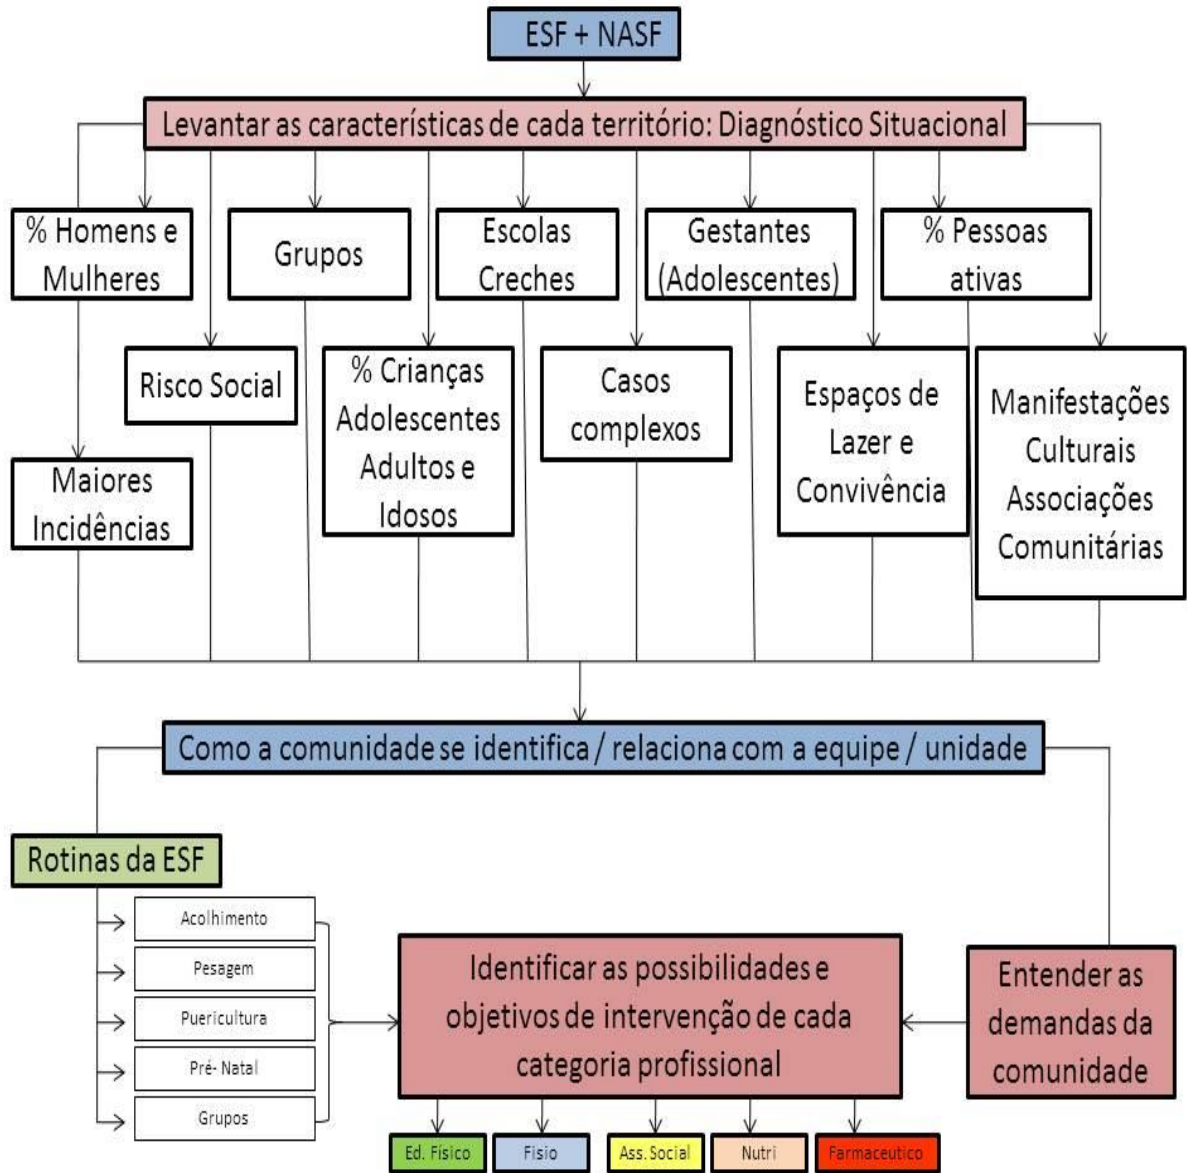 ESF + NASF
Levantar as características de cada território: Diagnóstico Situacional
% Homens e
Mulheres
Grupos
Escolas
Creches
Gestantes
(Adolescentes)
% Pessoas
ativas
Risco Social
% Crianças
Adolescentes
Adultos e
Idosos
Casos
complexos
Espaços de
Lazer e
Convivência
Manifestações
Culturais
Associações
Comunitárias
Maiores
Incidências
Como a comunidade se identifica / relaciona com a equipe / unidade
Rotinas da ESF
Acolhimento
Pesagem
Puericultura
Pré- Natal
Grupos
Identificar as possibilidades e
objetivos de intervenção de cada
categoria profissional
Entender as
demandas da
comunidade
Ed. Físico
Fisio
Ass. Social
Nutri
Farmaceutico